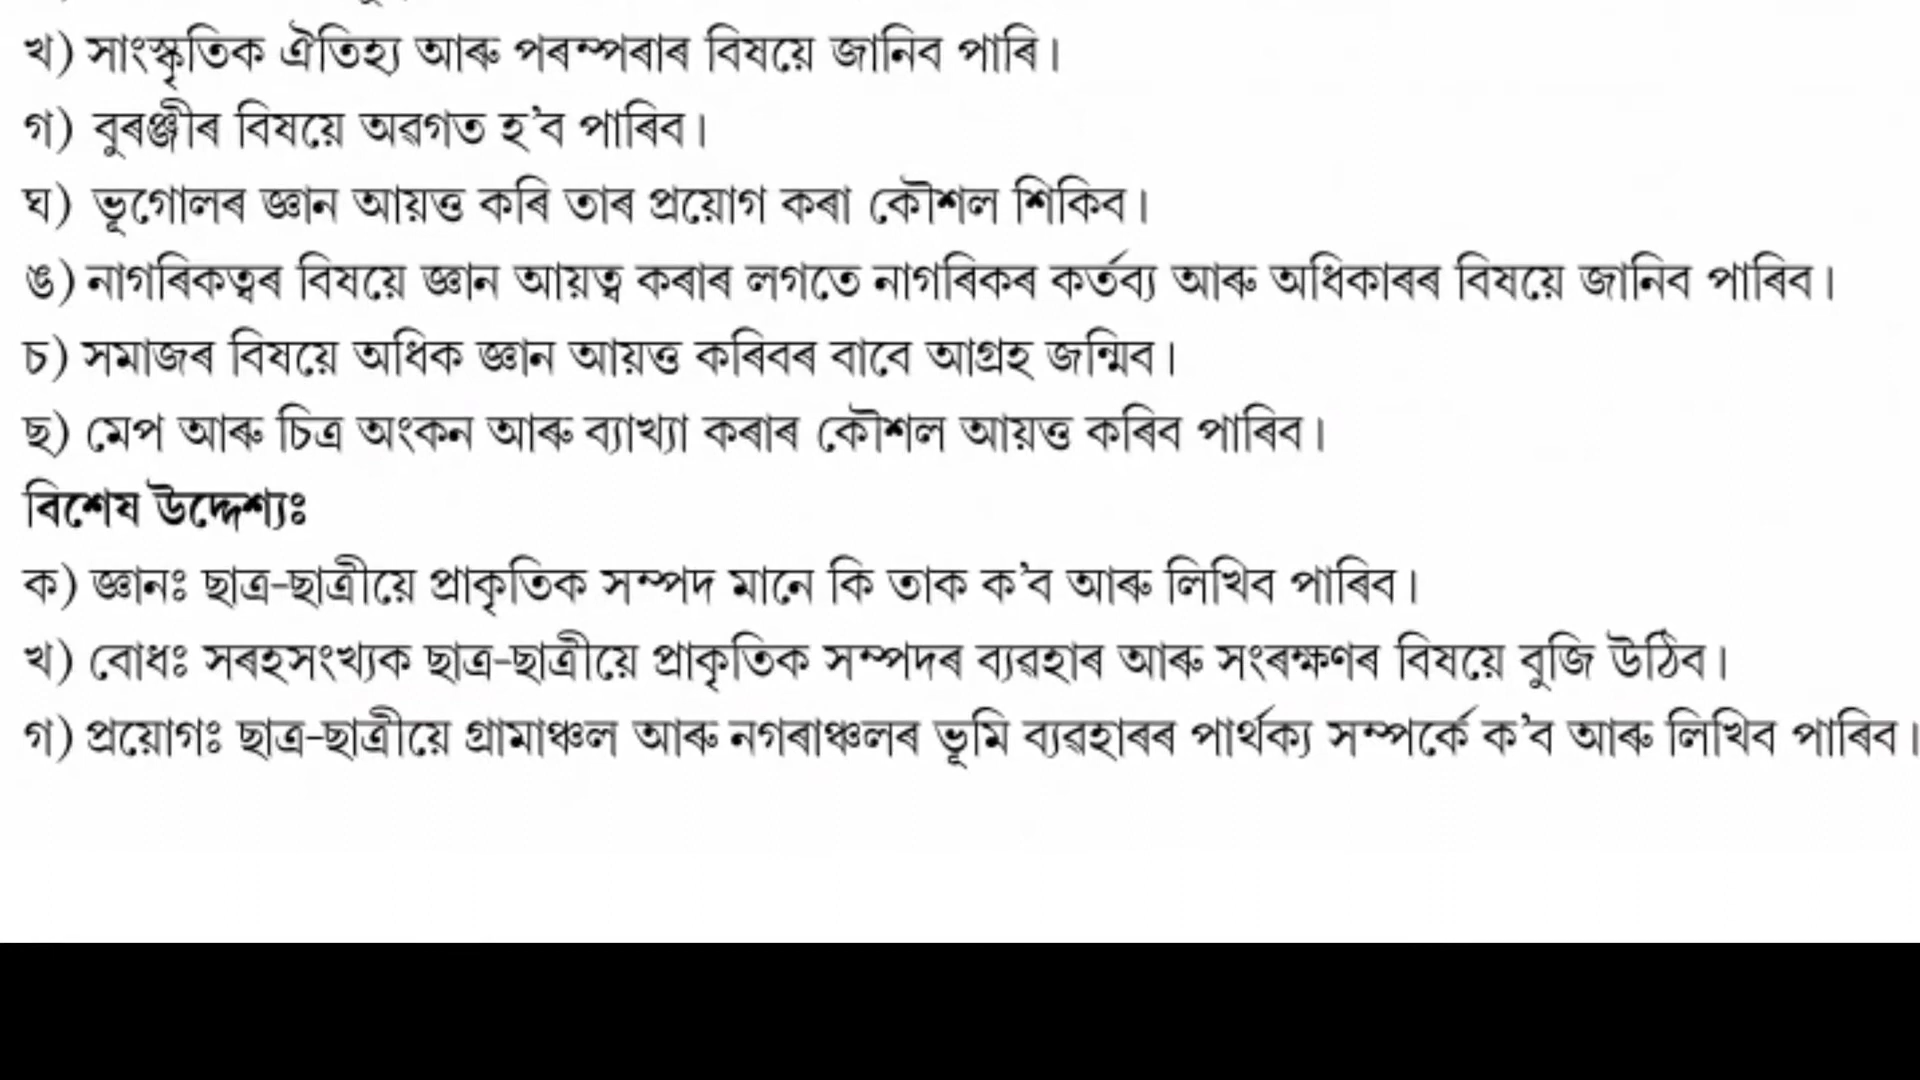 খ) সাংস্কৃতিক ঐতিহ্য আৰু পৰম্পৰাৰ বিষয়ে জানিব পাৰি।
গ) বুৰঞ্জীৰ বিষয়ে অৱগত হ’ব পাৰিব।
ঘ) ভূগোলৰ জ্ঞান আয়ত্ত কৰি তাৰ প্ৰয়োগ কৰা কৌশল শিকিব।
ঙ) নাগৰিকত্বৰ বিষয়ে জ্ঞান আয়ত্ব কৰাৰ লগতে নাগৰিকৰ কৰ্তব্য আৰু অধিকাৰৰ বিষয়ে জানিব পাৰিব।
চ) সমাজৰ বিষয়ে অধিক জ্ঞান আয়ত্ত কৰিবৰ বাবে আগ্ৰহ জন্মিব।
ছ) মেপ আৰু চিত্ৰ অংকন আৰু ব্যাখ্যা কৰাৰ কৌশল আয়ত্ত কৰিব পাৰিব।
বিশেষ উদ্দেশ্যঃ
ক) জ্ঞানঃ ছাত্ৰ-ছাত্ৰীয়ে প্ৰাকৃতিক সম্পদ মানে কি তাক ক’ব আৰু লিখিব পাৰিব।
খ) বোধঃ সৰহসংখ্যক ছাত্ৰ-ছাত্ৰীয়ে প্ৰাকৃতিক সম্পদৰ ব্যৱহাৰ আৰু সংৰক্ষণৰ বিষয়ে বুজি উঠিব।
গ) প্ৰয়োগঃ ছাত্ৰ-ছাত্ৰীয়ে গ্ৰামাঞ্চল আৰু নগৰাঞ্চলৰ ভূমি ব্যৱহাৰৰ পাৰ্থক্য সম্পৰ্কে ক’ব আৰু লিখিব পাৰিব।